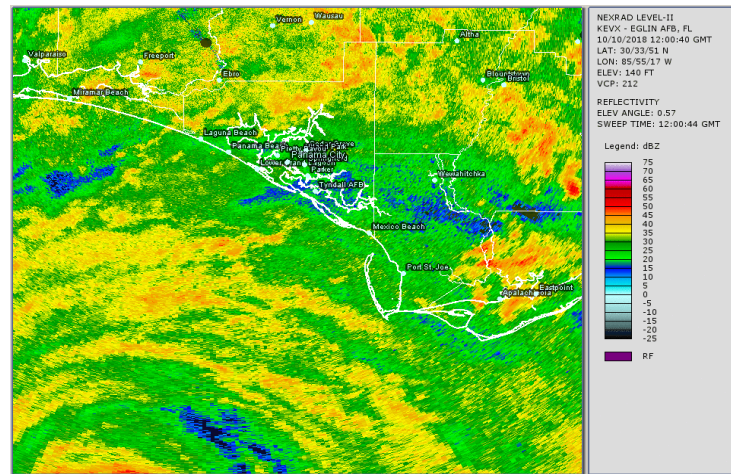 Vernon
Wausau
Altha
Valparaiso
Freeport
Ebro
Bristol
Miramar Beach
Laguna Beach
Panama City
Parker
Tyndall AFB
Wewahitchka
Mexico Beach
Port St. Joe
Eastpoint
NEXRAD LEVEL-II
KEVX - EGLIN AFB, FL
10/10/2018 12:00:40 GMT
LAT: 30/33/51 N
LON: 85/55/17 W
ELEV: 140 FT
VCP: 212
REFLECTIVITY
ELEV ANGLE: 0.57
SWEEP TIME: 12:00:44 GMT
Legend: dBZ
75
70
65
60
55
50
45
40
35
30
25
20
15
10
5
0
-5
-10
-15
-20
-25
RF